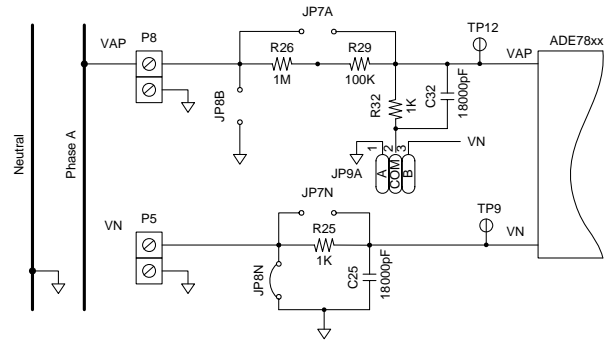 JP7A
VAP
P8
R26
1M
R29
100K
TP12
VAP
ADE78xx
JP8B
R32
1K
C32
18000pF
1
2
3
A
COM
B
VN
JP9A
Neutral
Phase A
VN
P5
JP7N
R25
1K
TP9
VN
JP8N
C25
18000pF